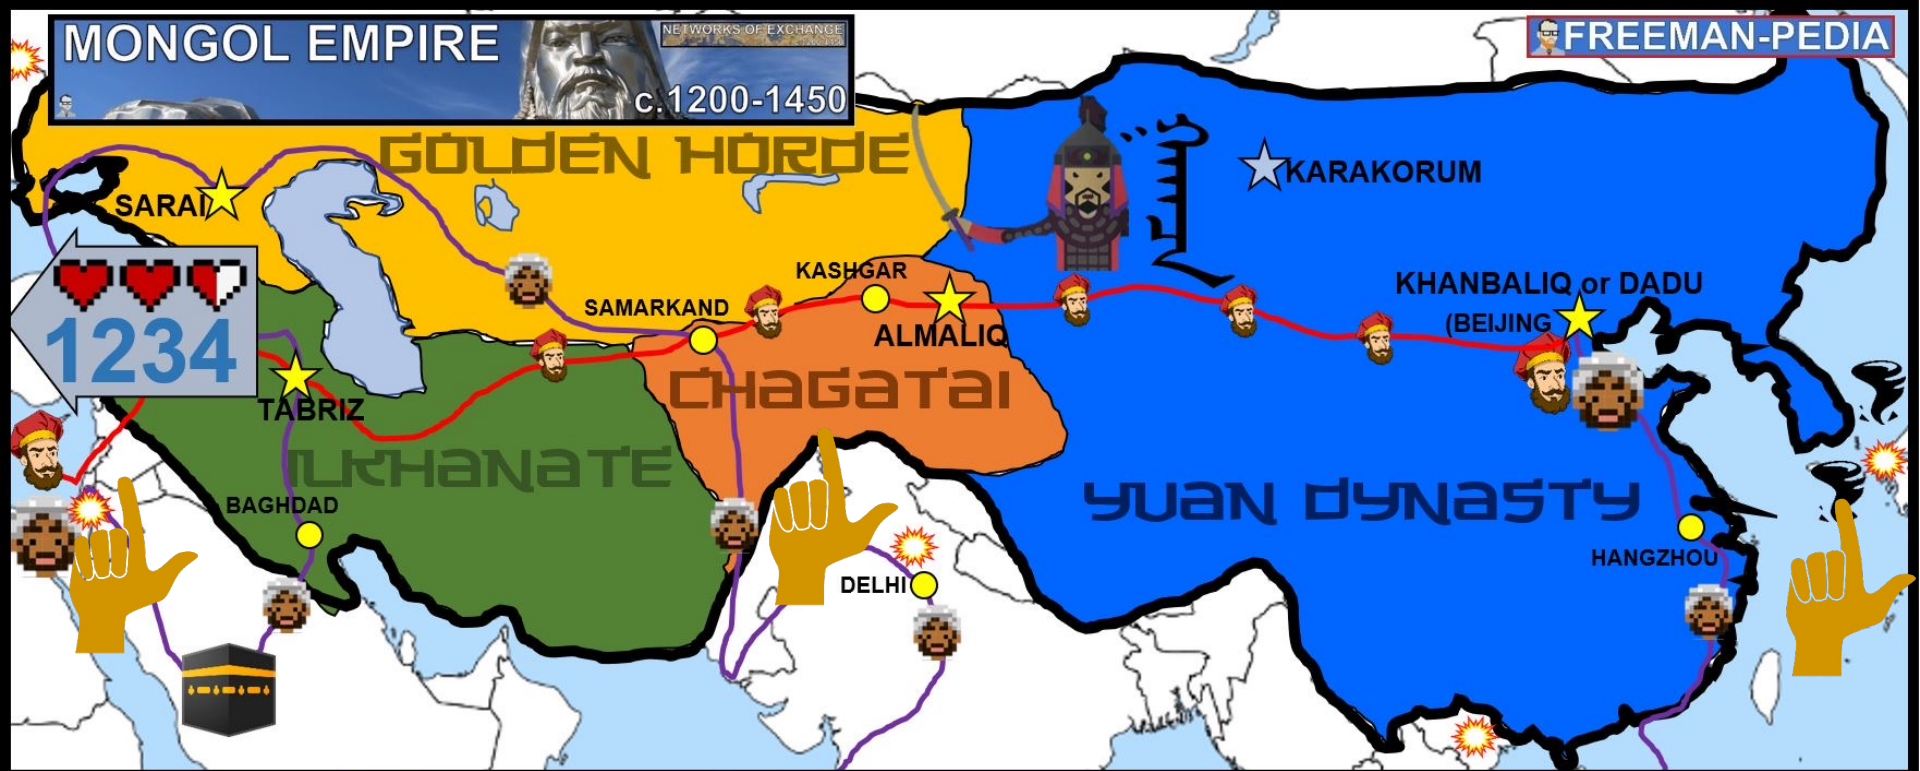 MONGOL EMPIRE
NETWORKS OF EXCHANGE
c.1200-1450
FREEMAN-PEDIA
GOLDEN HORDE
KARAKORUM
SARAI
KASHGAR
KHANBALIQ or DADU
(BEIJING
SAMARKAND
ALMALIQ
1234
CHAGATAI
TABRIZ
ILKHANATE
YUAN DYNASTY
BAGHDAD
HANGZHOU
DELHI